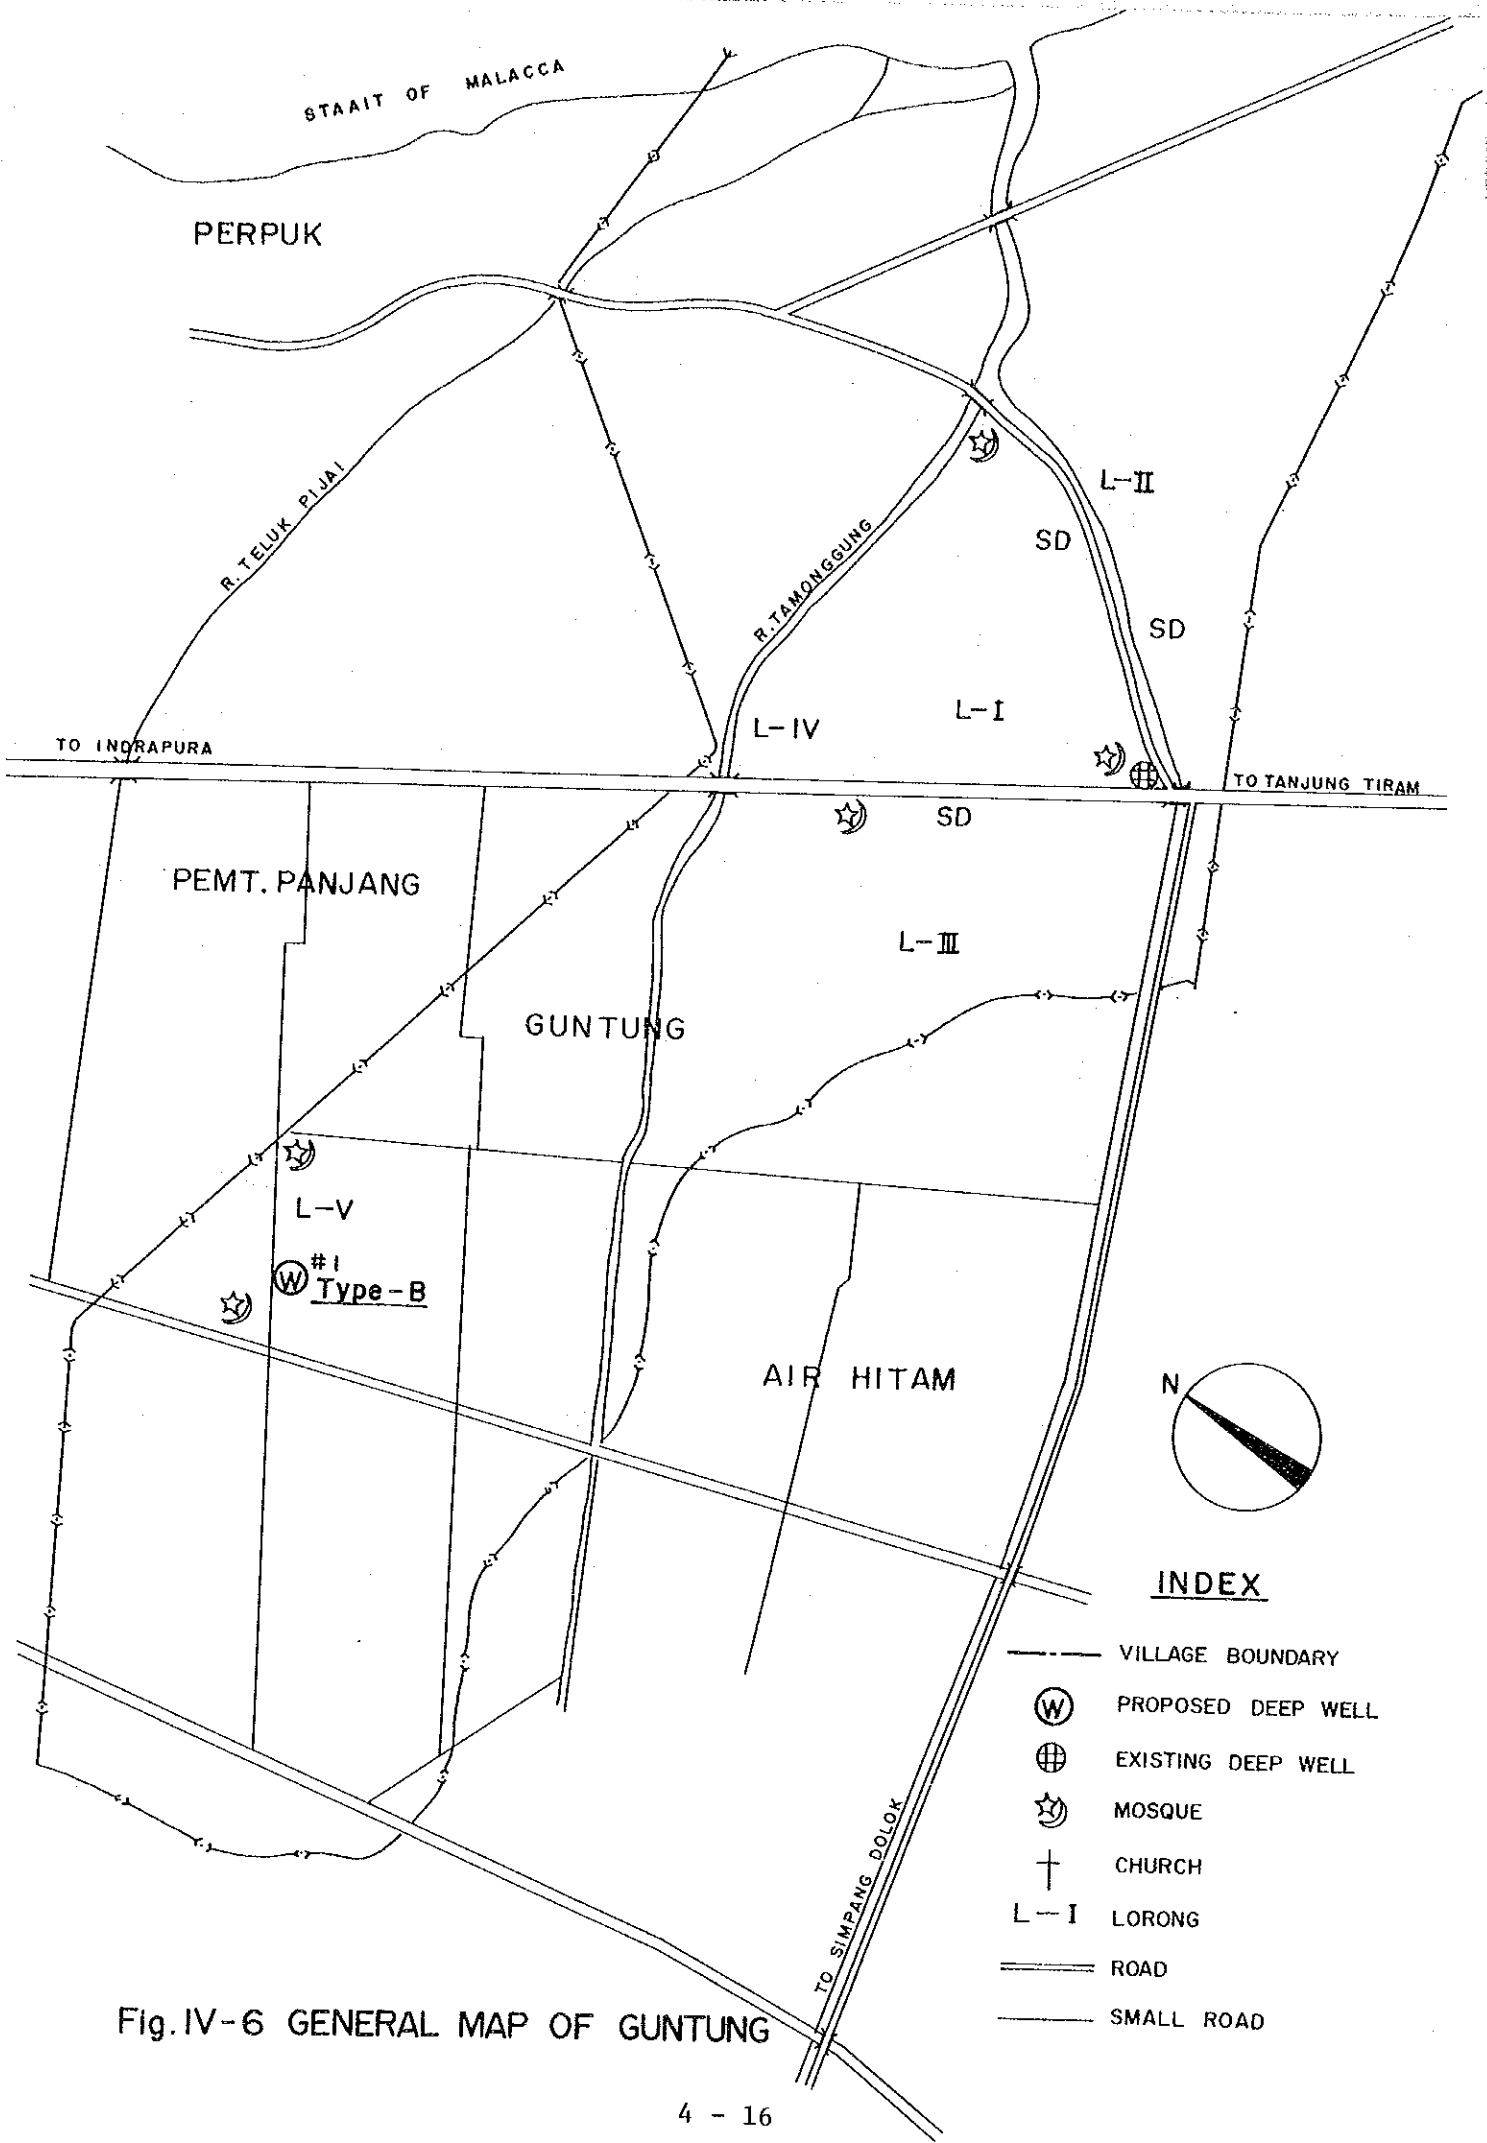 STAAIT OF MALACCA
PERPUK
R. TELUK PIJAI
L-II
SD
R. TAMONGGUNG
SD
L-I
L-IV
TO INDRAPURA
TO TANJUNG TIRAM
SD
PEMT. PANJANG
L-III
GUNTUNG
L-V
W #1
Type-B
AIR HITAM
N
INDEX
VILLAGE BOUNDARY
W PROPOSED DEEP WELL
EXISTING DEEP WELL
MOSQUE
CHURCH
L-I LORONG
ROAD
SMALL ROAD
TO SIMPANG DOLOK
Fig. IV-6 GENERAL MAP OF GUNTUNG
4 - 16